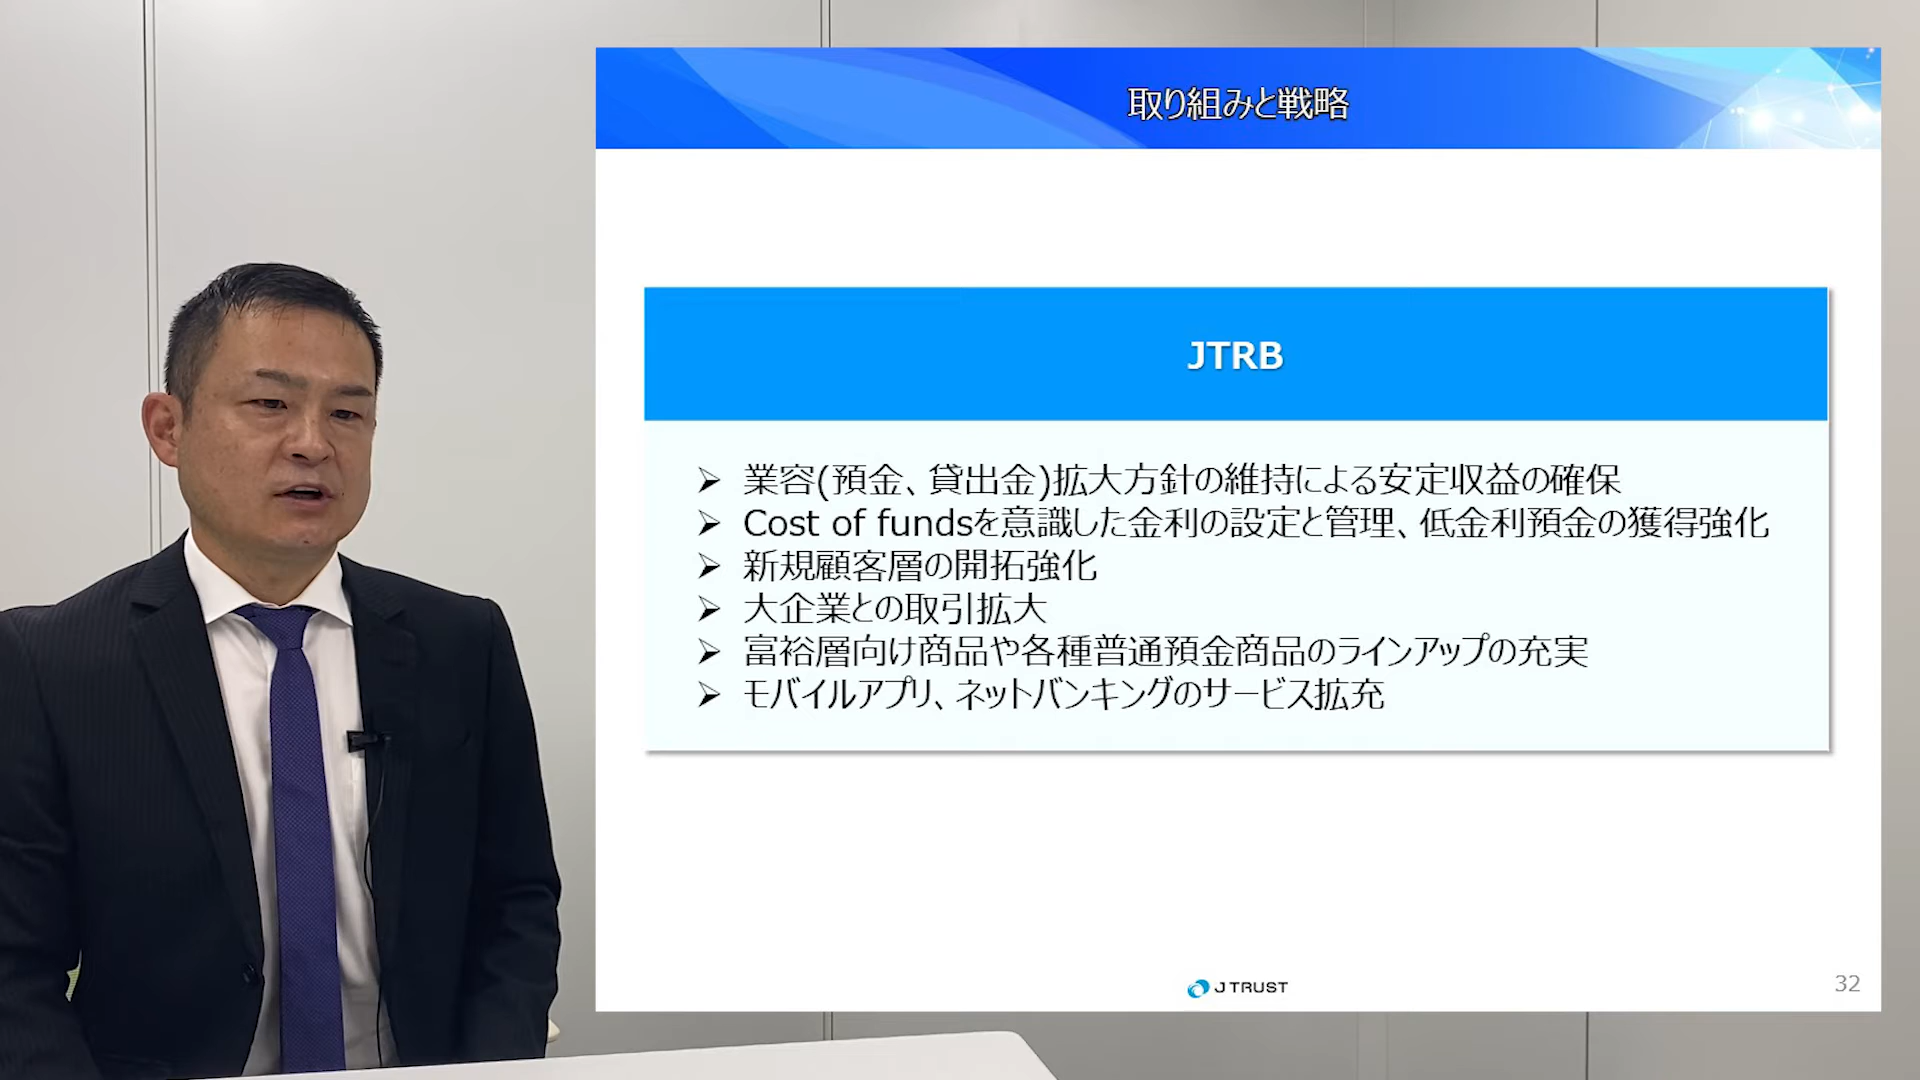 取り組みと戦略
JTRB
➢ 業容(預金、貸出金)拡大方針の維持による安定収益の確保
➢ Cost of fundsを意識した金利の設定と管理、低金利預金の獲得強化
➢ 新規顧客層の開拓強化
➢ 大企業との取引拡大
➢ 富裕層向け商品や各種普通預金商品のラインアップの充実
➢ モバイルアプリ、ネットバンキングのサービス拡充
J TRUST
32